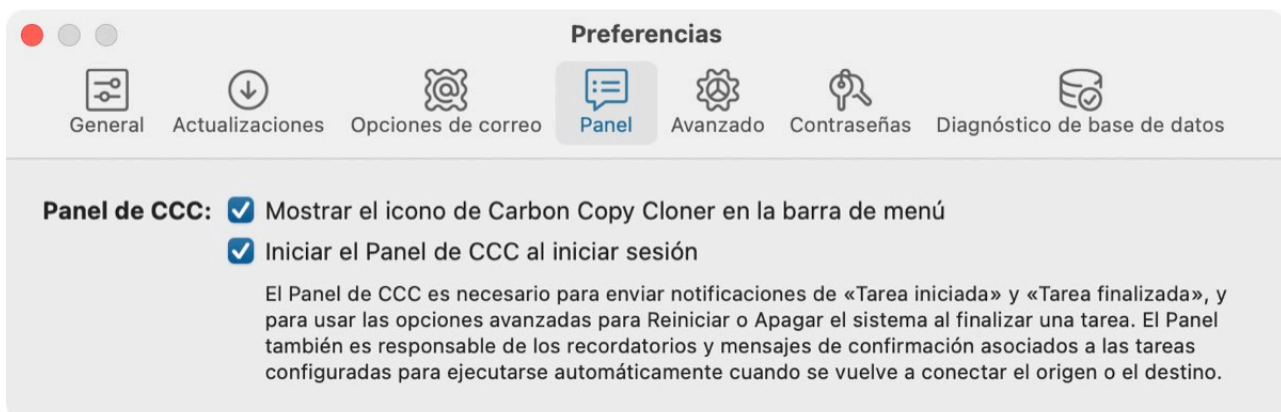 Preferencias
General
Actualizaciones
Opciones de correo
Panel
Avanzado
Contraseñas
Diagnóstico de base de datos
Panel de CCC: Mostrar el icono de Carbon Copy Cloner en la barra de menú
Iniciar el Panel de CCC al iniciar sesión
El Panel de CCC es necesario para enviar notificaciones de «Tarea iniciada» y «Tarea finalizada», y
para usar las opciones avanzadas para Reiniciar o Apagar el sistema al finalizar una tarea. El Panel
también es responsable de los recordatorios y mensajes de confirmación asociados a las tareas
configuradas para ejecutarse automáticamente cuando se vuelve a conectar el origen o el destino.